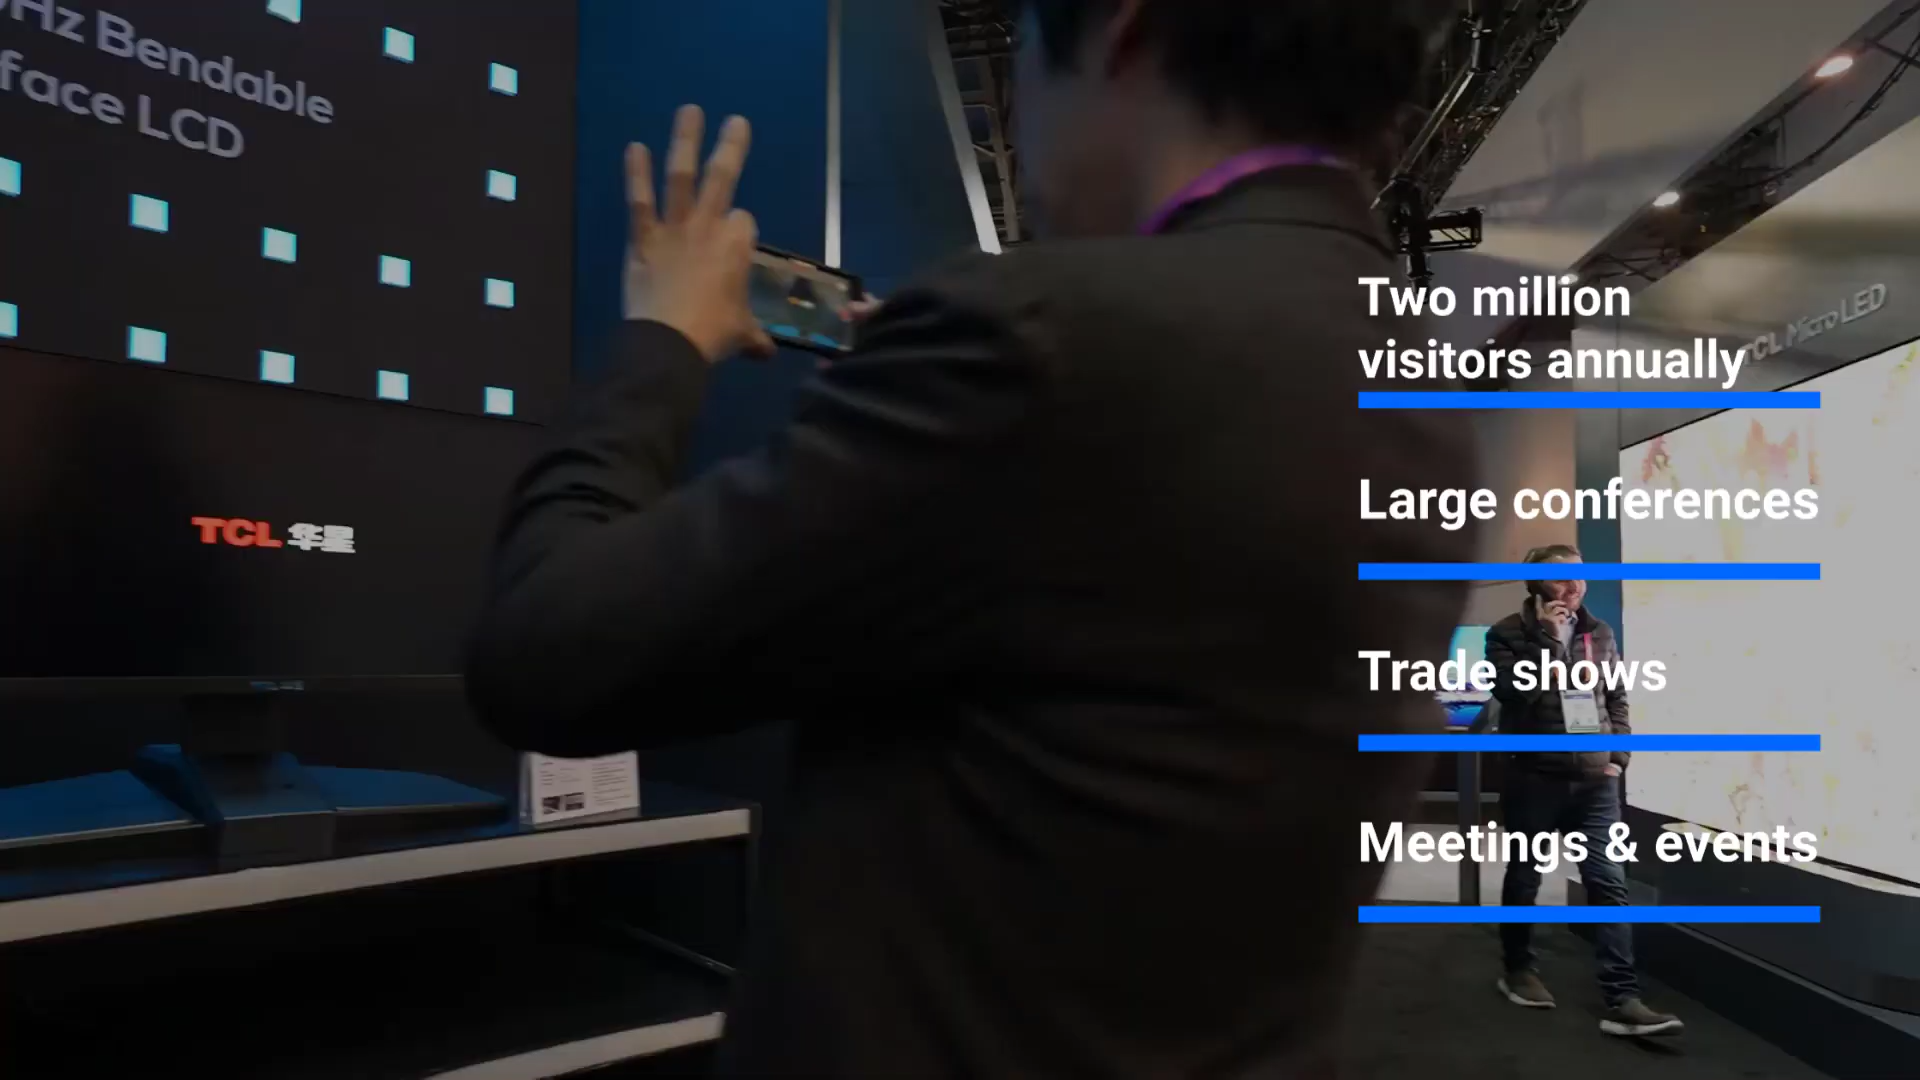 Hz Bendable
face LCD
TCL 华星
TCL Micro LED
Two million
visitors annually
Large conferences
Trade shows
Meetings & events